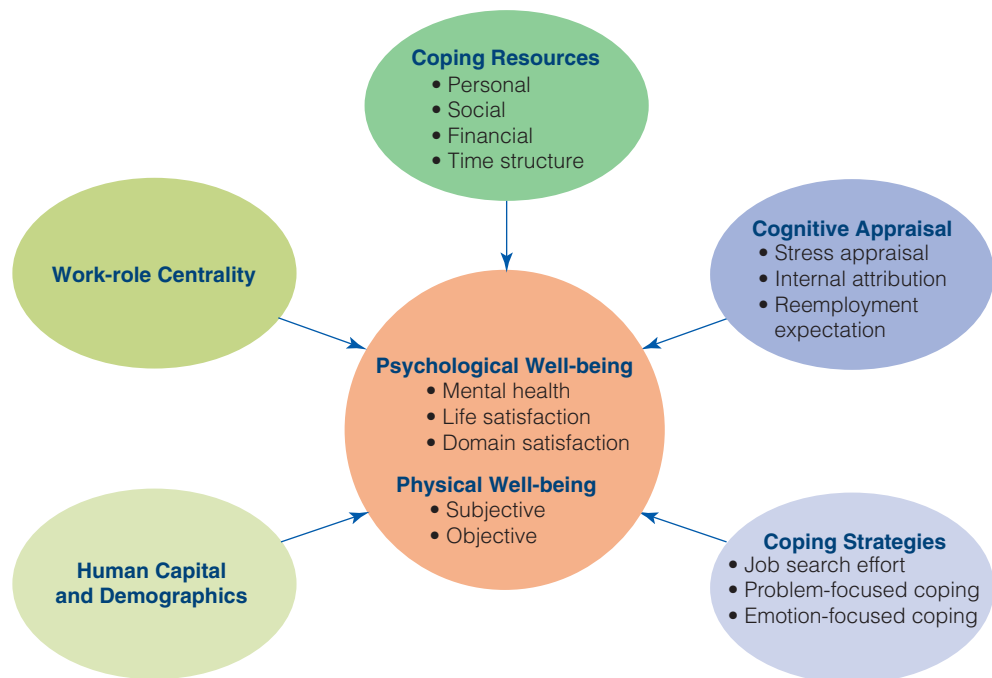 Coping Resources
• Personal
• Social
• Financial
• Time structure
Work-role Centrality
Cognitive Appraisal
• Stress appraisal
• Internal attribution
• Reemployment
expectation
Psychological Well-being
• Mental health
• Life satisfaction
• Domain satisfaction
Physical Well-being
• Subjective
• Objective
Human Capital
and Demographics
Coping Strategies
• Job search effort
• Problem-focused coping
• Emotion-focused coping